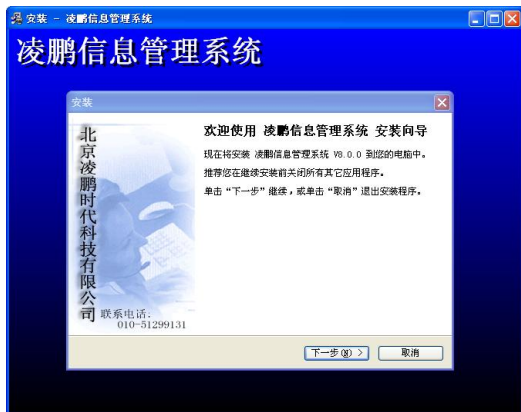 安装 - 凌鹏信息管理系统
凌鹏信息管理系统
安装
北京凌鹏时代科技有限公司
联系电话:
010-51299131
欢迎使用 凌鹏信息管理系统 安装向导
现在将安装 凌鹏信息管理系统 V8.0.0 到您的电脑中。
推荐您在继续安装前关闭所有其它应用程序。
单击“下一步”继续，或单击“取消”退出安装程序。
下一步(N) >
取消